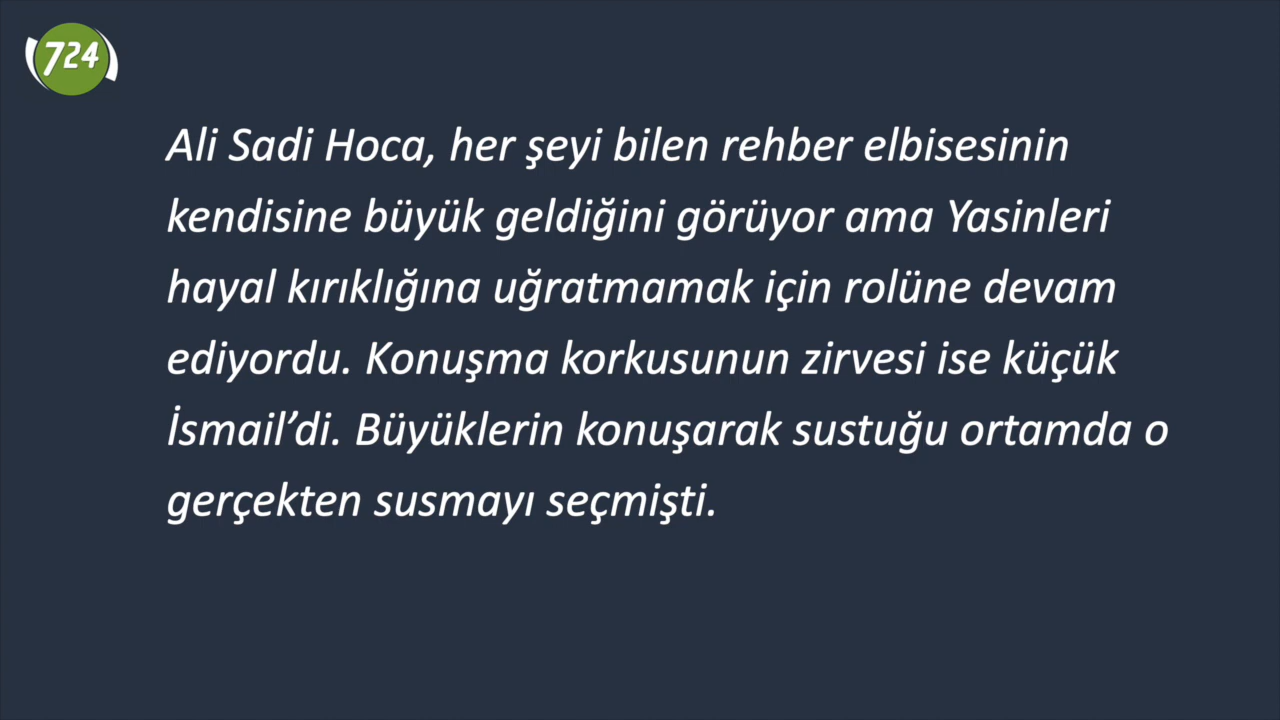 724
Ali Sadi Hoca, her şeyi bilen rehber elbisesinin
kendisine büyük geldiğini görüyor ama Yasinleri
hayal kırıklığına uğratmamak için rolüne devam
ediyordu. Konuşma korkusunun zirvesi ise küçük
İsmail’di. Büyüklerin konuşarak sustuğu ortamda o
gerçekten susmayı seçmişti.